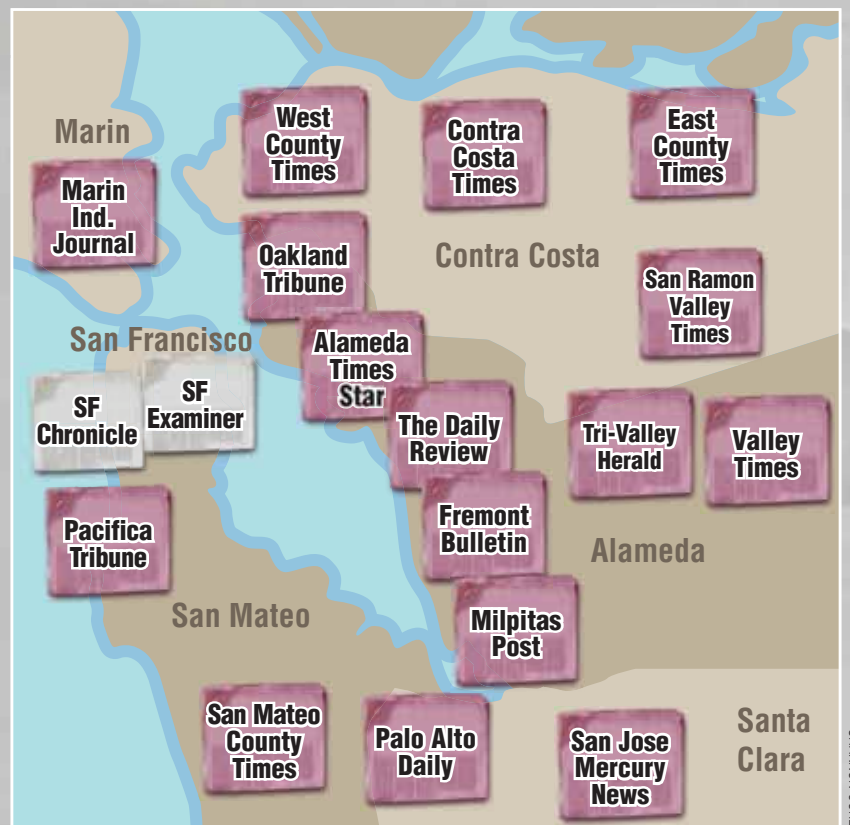 Marin
West
County
Times
Contra
Costa
Times
East
County
Times
Marin
Ind.
Journal
Oakland
Tribune
Contra Costa
San Ramon
Valley
Times
San Francisco
Alameda
Times
Star
SF
Chronicle
SF
Examiner
The Daily
Review
Tri-Valley
Herald
Valley
Times
Pacifica
Tribune
Fremont
Bulletin
Alameda
San Mateo
Milpitas
Post
San Mateo
County
Times
Palo Alto
Daily
San Jose
Mercury
News
Santa
Clara